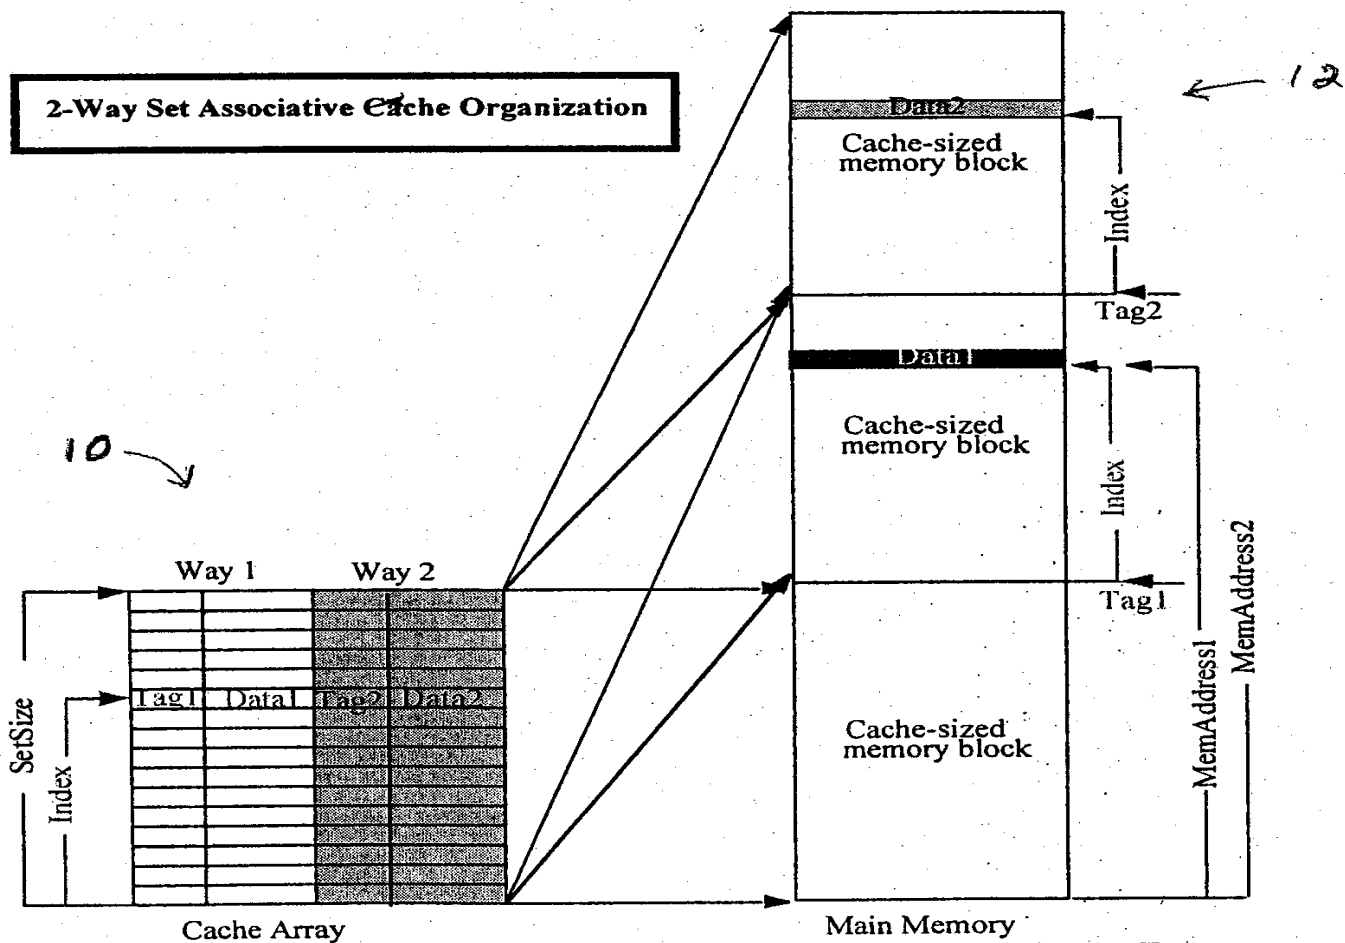 2-Way Set Associative Cache Organization
12
Data2
Cache-sized
memory block
Index
Tag2
Data1
Cache-sized
memory block
Index
Tag1
10
Way 1
Way 2
Tag1
Data1
Tag2
Data2
SetSize
Index
Cache-sized
memory block
MemAddress1
MemAddress2
Cache Array
Main Memory